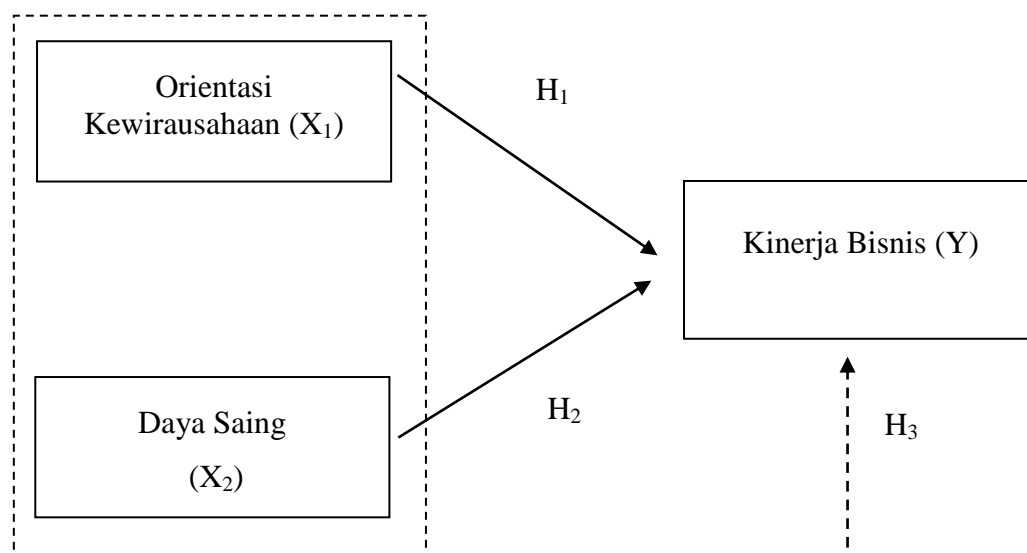 Orientasi
Kewirausahaan (X₁)
H₁
Kinerja Bisnis (Y)
Daya Saing
(X₂)
H₂
H₃